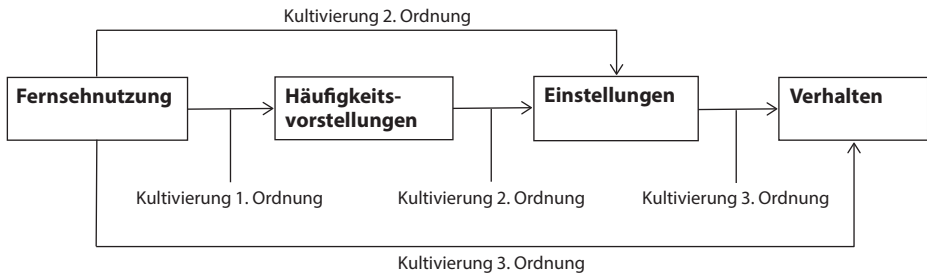 Kultivierung 2. Ordnung
Fernsehnutzung
Häufigkeits-
vorstellungen
Einstellungen
Verhalten
Kultivierung 1. Ordnung
Kultivierung 2. Ordnung
Kultivierung 3. Ordnung
Kultivierung 3. Ordnung